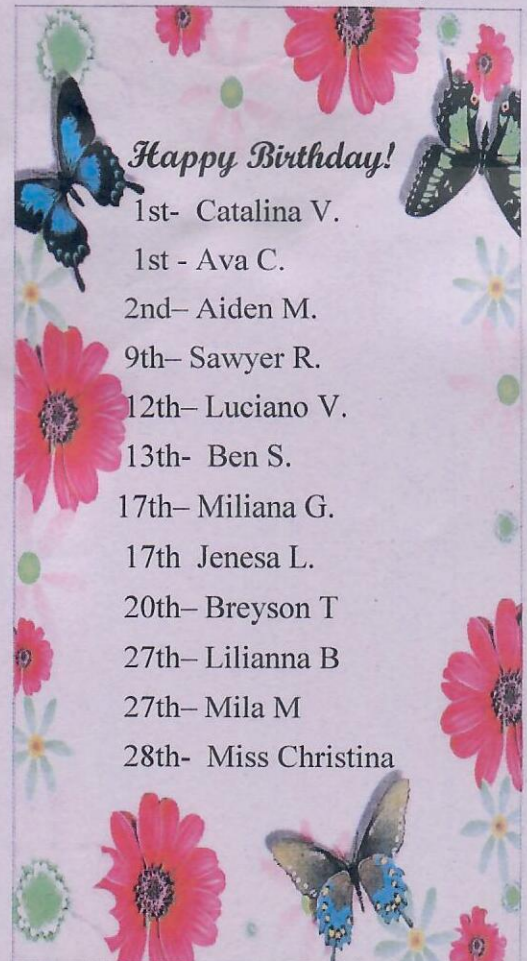 Happy Birthday!
1st- Catalina V.
1st - Ava C.
2nd– Aiden M.
9th– Sawyer R.
12th– Luciano V.
13th- Ben S.
17th– Miliana G.
17th Jenesa L.
20th– Breyson T
27th– Lilianna B
27th– Mila M
28th- Miss Christina